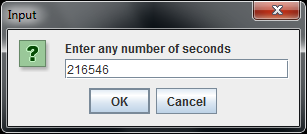 Input
Enter any number of seconds
216546
OK Cancel